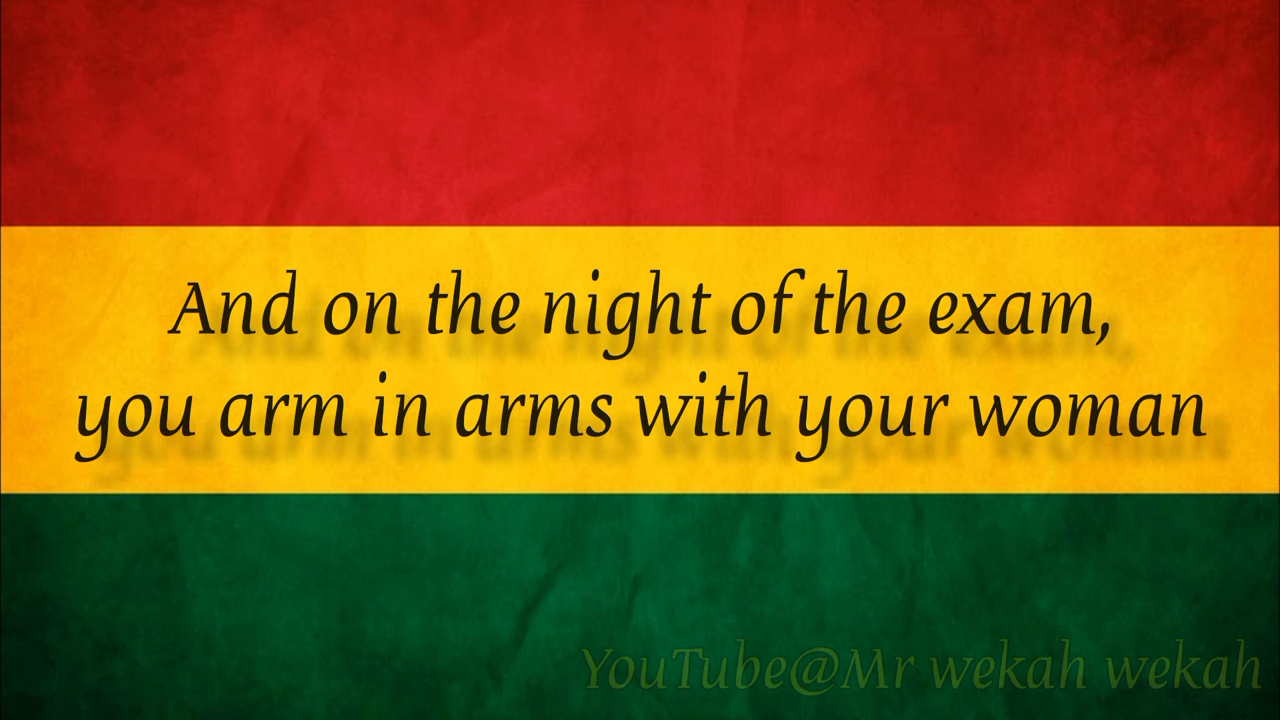 And on the night of the exam,
you arm in arms with your woman
YouTube@Mr wekah wekah